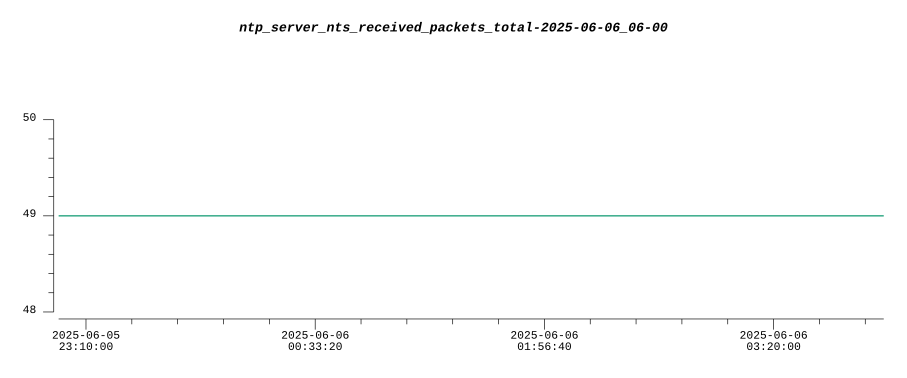 ntp_server_nts_received_packets_total-2025-06-06_06-00
50
49
48
2025-06-05 2025-06-06 2025-06-06 2025-06-06
23:10:00 00:33:20 01:56:40 03:20:00